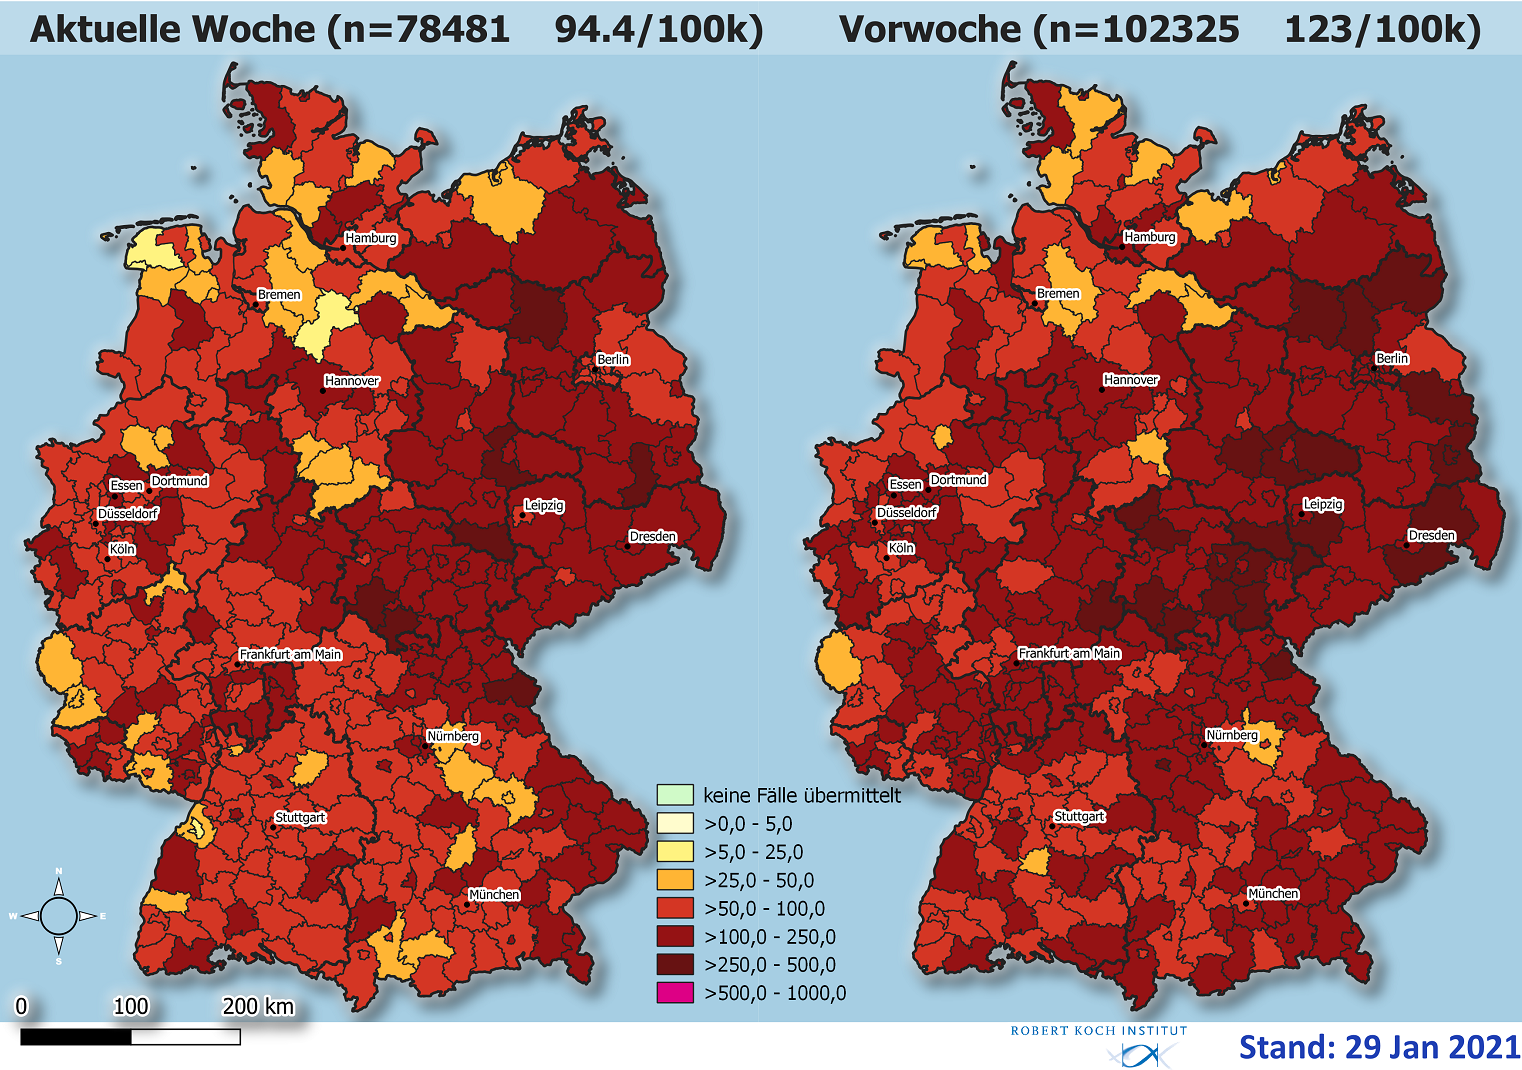 Aktuelle Woche (n=78481 94.4/100k)
Vorwoche (n=102325 123/100k)
Hamburg
Bremen
Berlin
Hannover
Essen
Dortmund
Düsseldorf
Leipzig
Köln
Dresden
Frankfurt am Main
Nürnberg
Stuttgart
München
Hamburg
Bremen
Berlin
Hannover
Essen
Dortmund
Düsseldorf
Leipzig
Köln
Dresden
Frankfurt am Main
Nürnberg
Stuttgart
München
keine Fälle übermittelt
>0,0 - 5,0
>5,0 - 25,0
>25,0 - 50,0
>50,0 - 100,0
>100,0 - 250,0
>250,0 - 500,0
>500,0 - 1000,0
N
W E
S
0 100 200 km
ROBERT KOCH INSTITUT
Stand: 29 Jan 2021